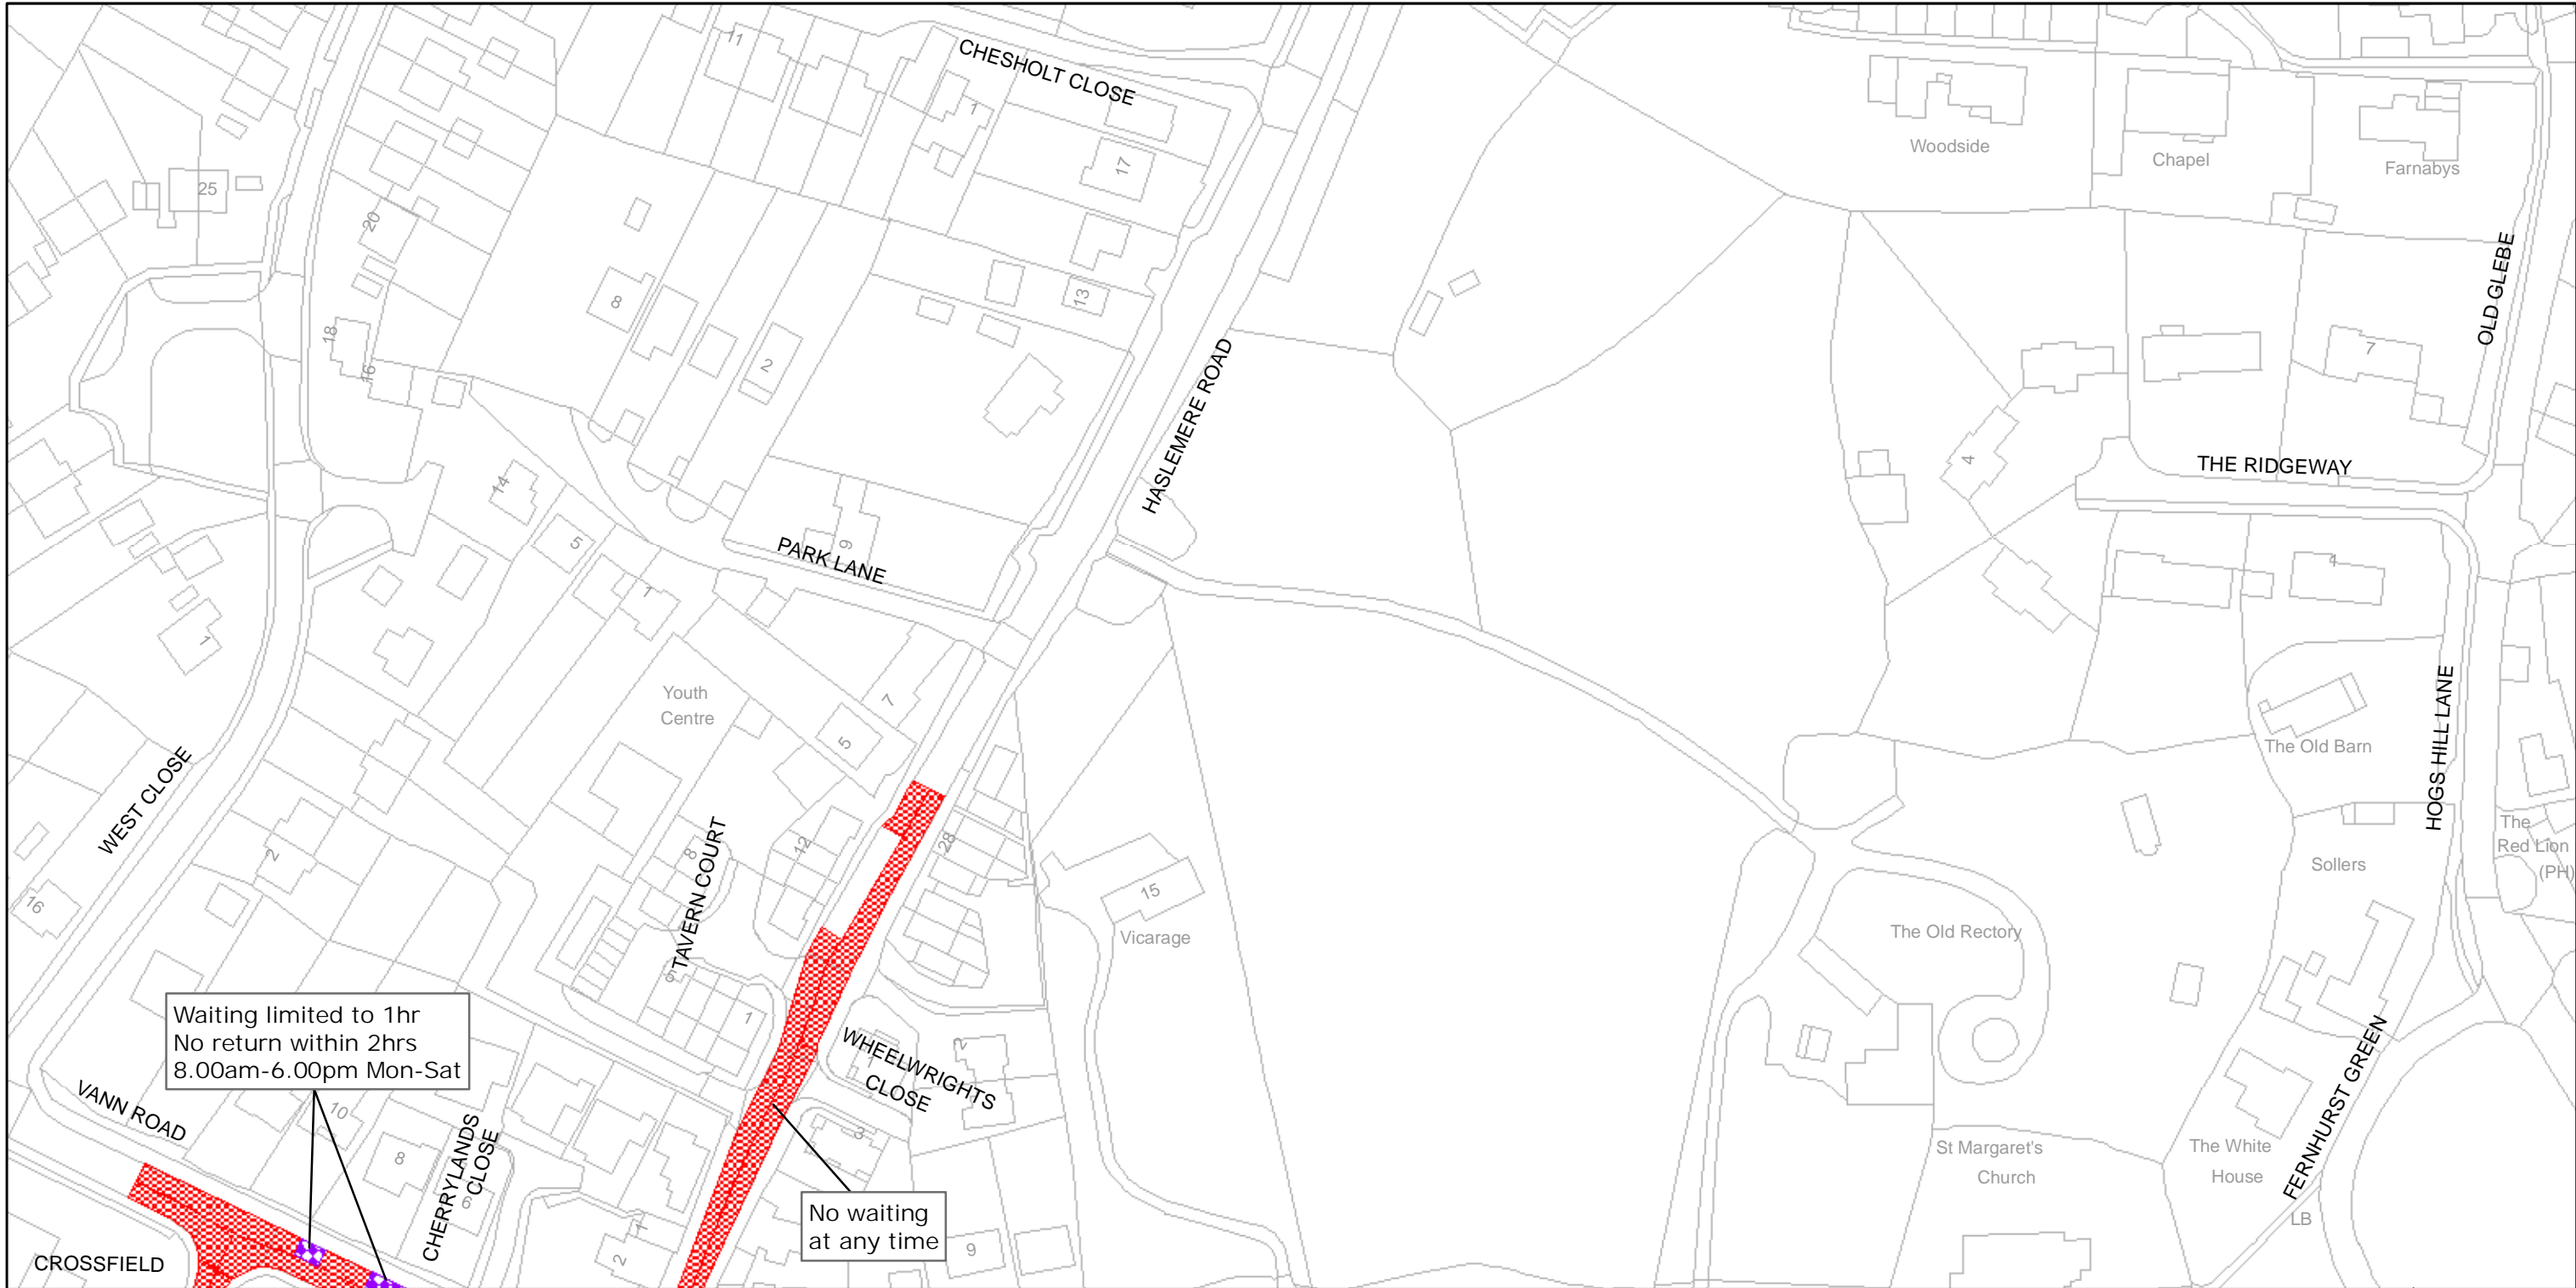 11
CHESHOLT CLOSE
1
17
25
20
Woodside
Chapel
Farnabys
OLD GLEBE
8
13
18
16
2
7
HASLEMERE ROAD
14
5
9
PARK LANE
4
THE RIDGEWAY
4
1
1
Youth
Centre
7
5
WEST CLOSE
HOGS HILL LANE
The Old Barn
The
Red Lion
(PH)
2
8
TAVERN COURT
12
28
Sollers
16
15
Vicarage
The Old Rectory
5
1
Waiting limited to 1hr
No return within 2hrs
8.00am-6.00pm Mon-Sat
WHEELWRIGHTS
CLOSE
1
2
3
VANN ROAD
10
8
6
CHERRYLANDS
CLOSE
FERNHURST GREEN
St Margaret's
Church
The White
House
LB
No waiting
at any time
1
2
9
CROSSFIELD